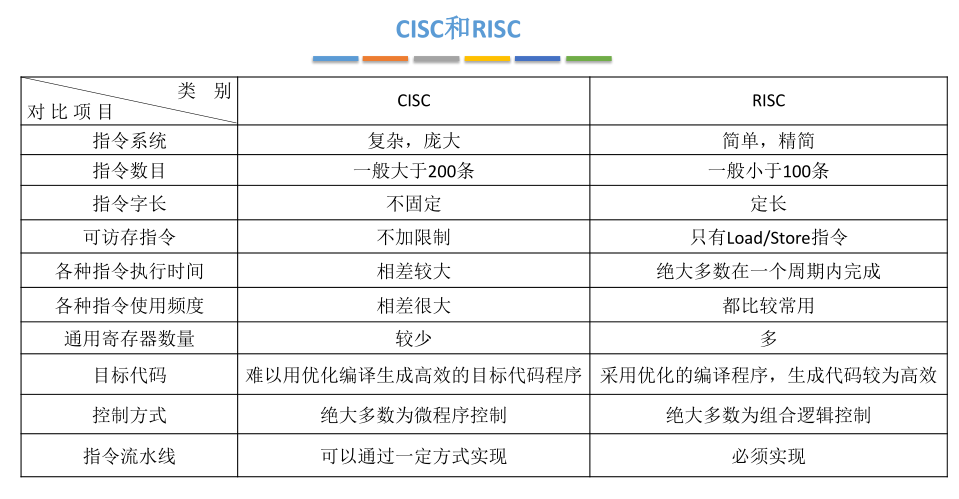 CISC和RISC
类 别
对比项目
CISC
RISC
指令系统
复杂，庞大
简单，精简
指令数目
一般大于200条
一般小于100条
指令字长
不固定
定长
可访存指令
不加限制
只有Load/Store指令
各种指令执行时间
相差较大
绝大多数在一个周期内完成
各种指令使用频度
相差很大
都比较常用
通用寄存器数量
较少
多
目标代码
难以用优化编译生成高效的目标代码程序
采用优化的编译程序，生成代码较为高效
控制方式
绝大多数为微程序控制
绝大多数为组合逻辑控制
指令流水线
可以通过一定方式实现
必须实现